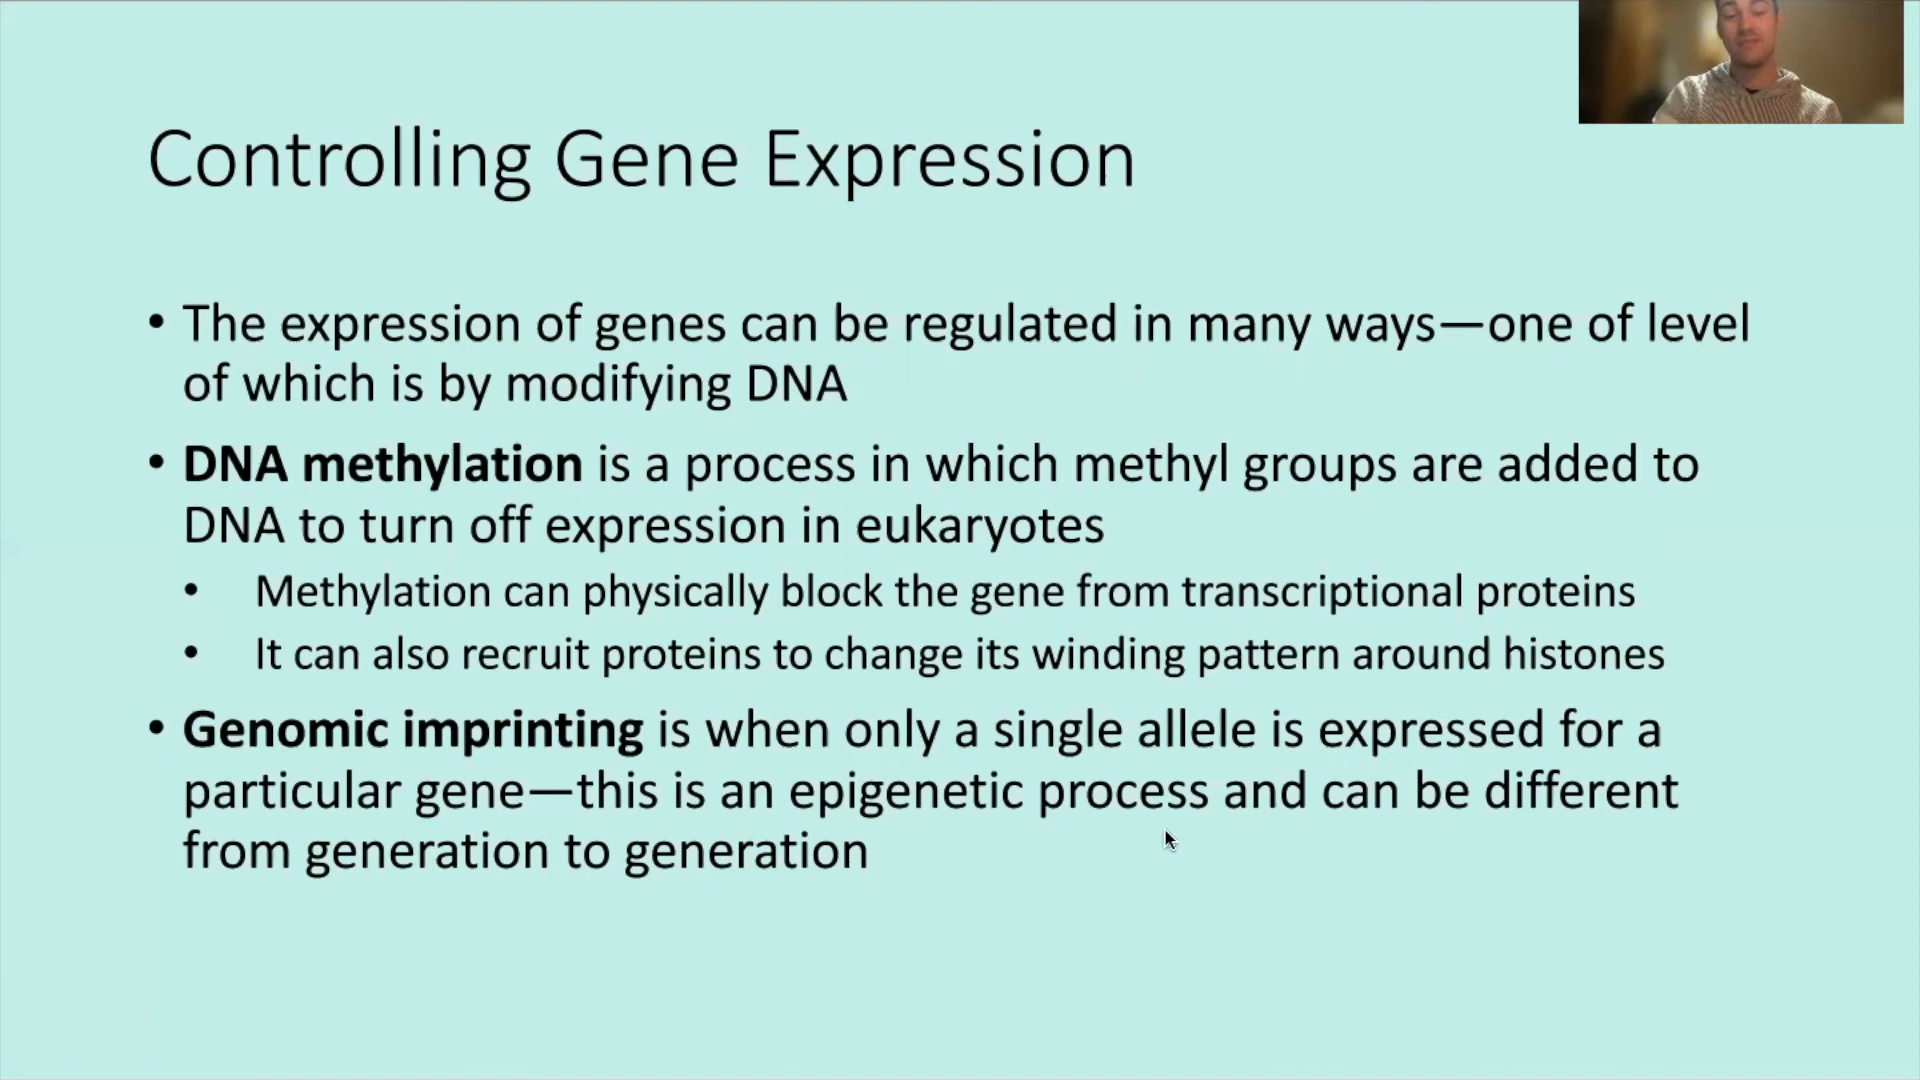 Controlling Gene Expression
• The expression of genes can be regulated in many ways—one of level
of which is by modifying DNA
• DNA methylation is a process in which methyl groups are added to
DNA to turn off expression in eukaryotes
• Methylation can physically block the gene from transcriptional proteins
• It can also recruit proteins to change its winding pattern around histones
• Genomic imprinting is when only a single allele is expressed for a
particular gene—this is an epigenetic process and can be different
from generation to generation